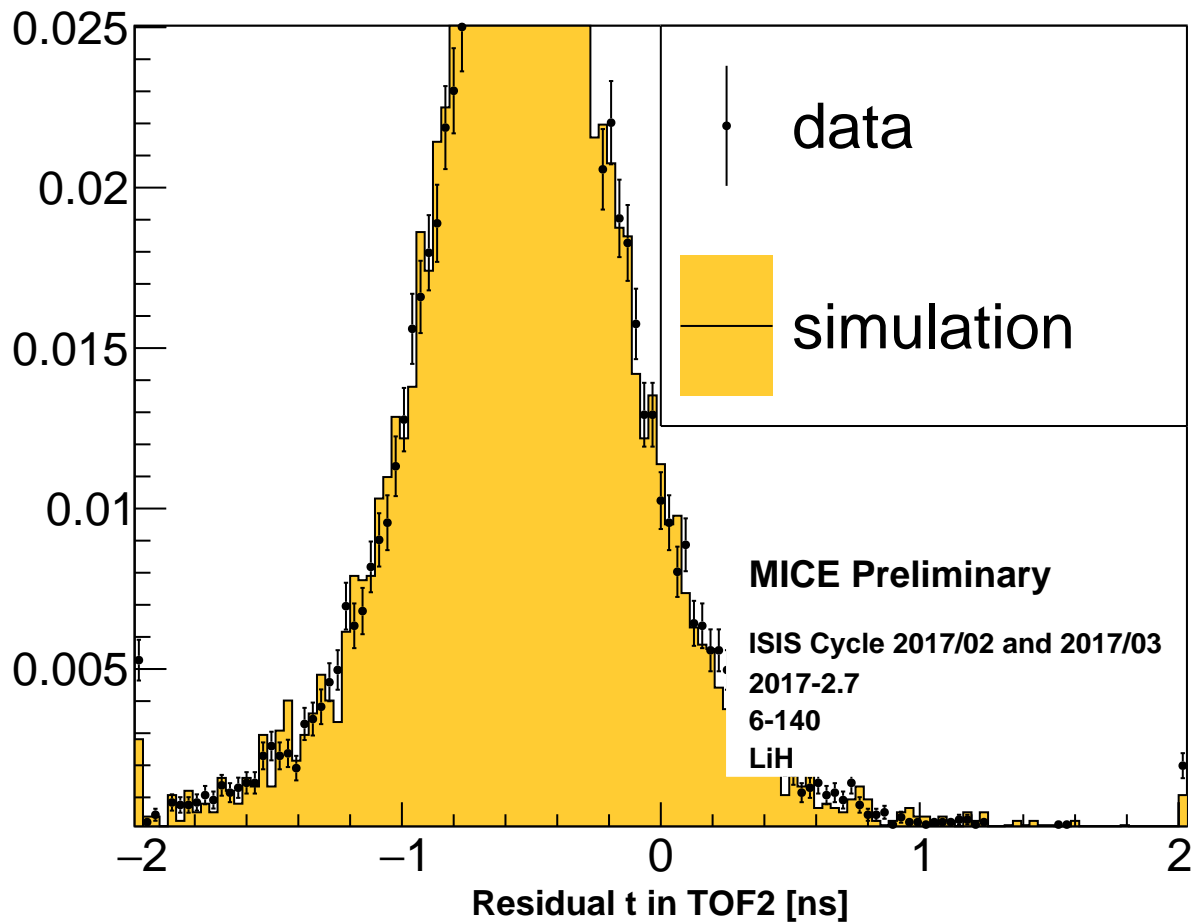 0.025
data
0.02
simulation
0.015
0.01
MICE Preliminary
ISIS Cycle 2017/02 and 2017/03
0.005
2017-2.7
6-140
LiH
−2
−1
0
1
2
Residual t in TOF2 [ns]